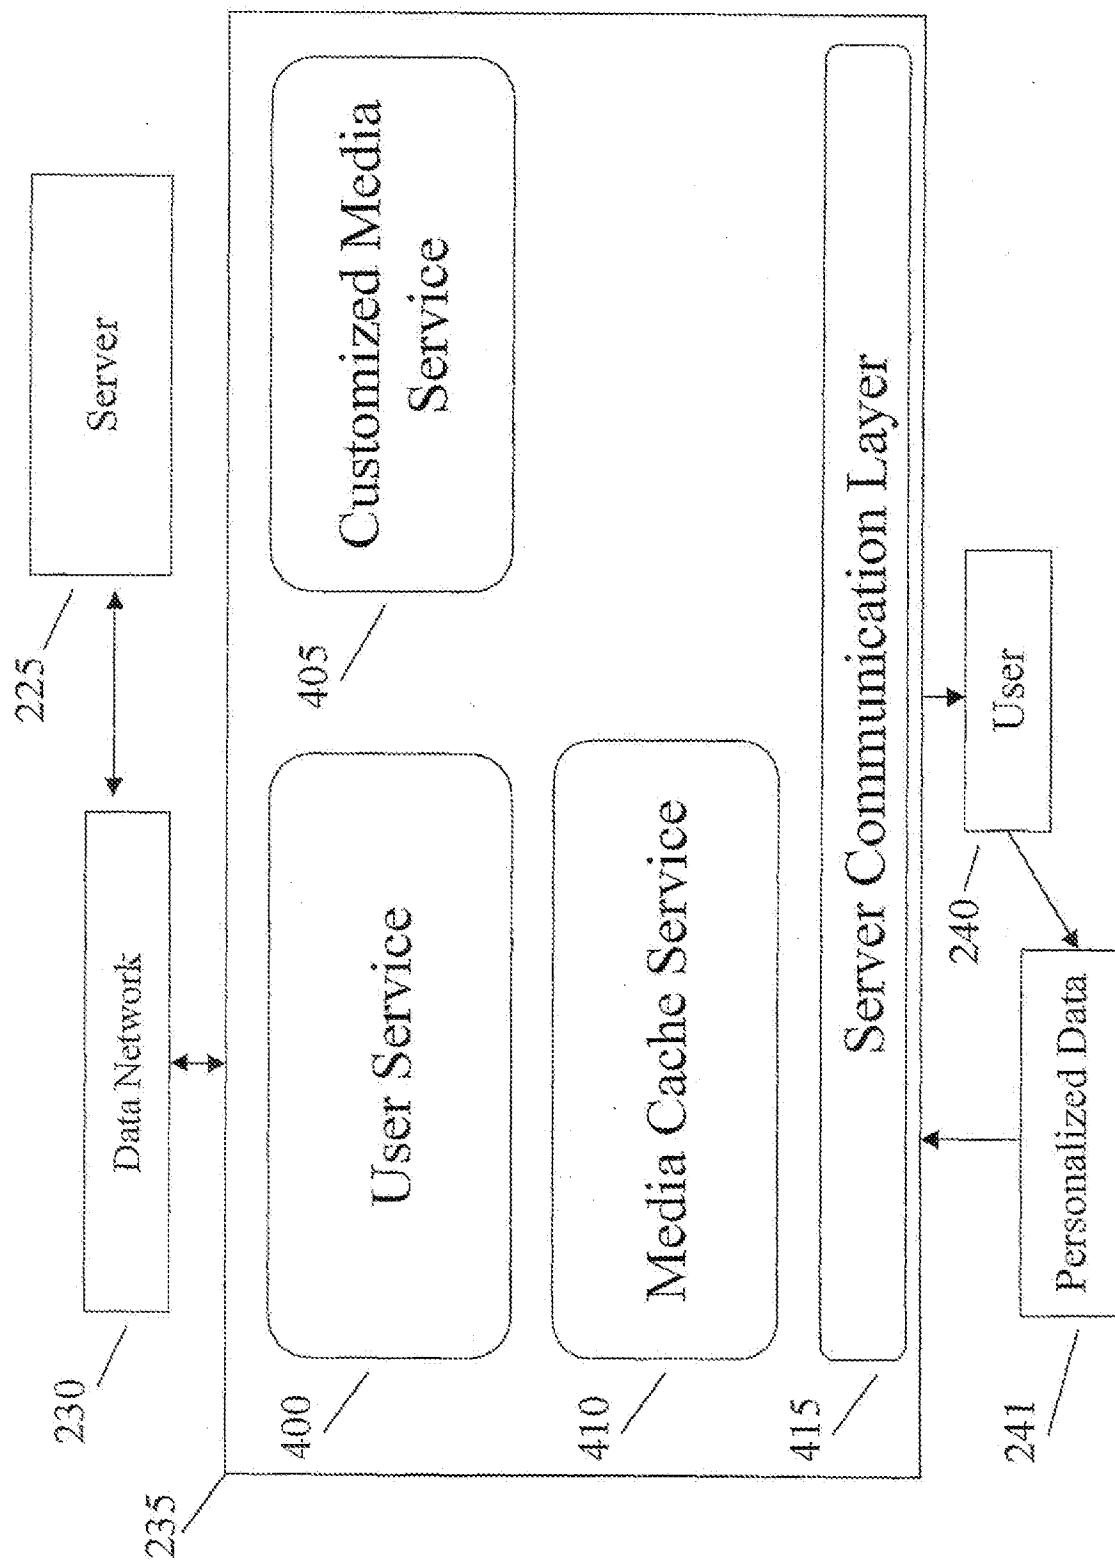 225
Server
230
Data Network
235
400
User Service
405
Customized Media
Service
410
Media Cache Service
415
Server Communication Layer
240
User
241
Personalized Data